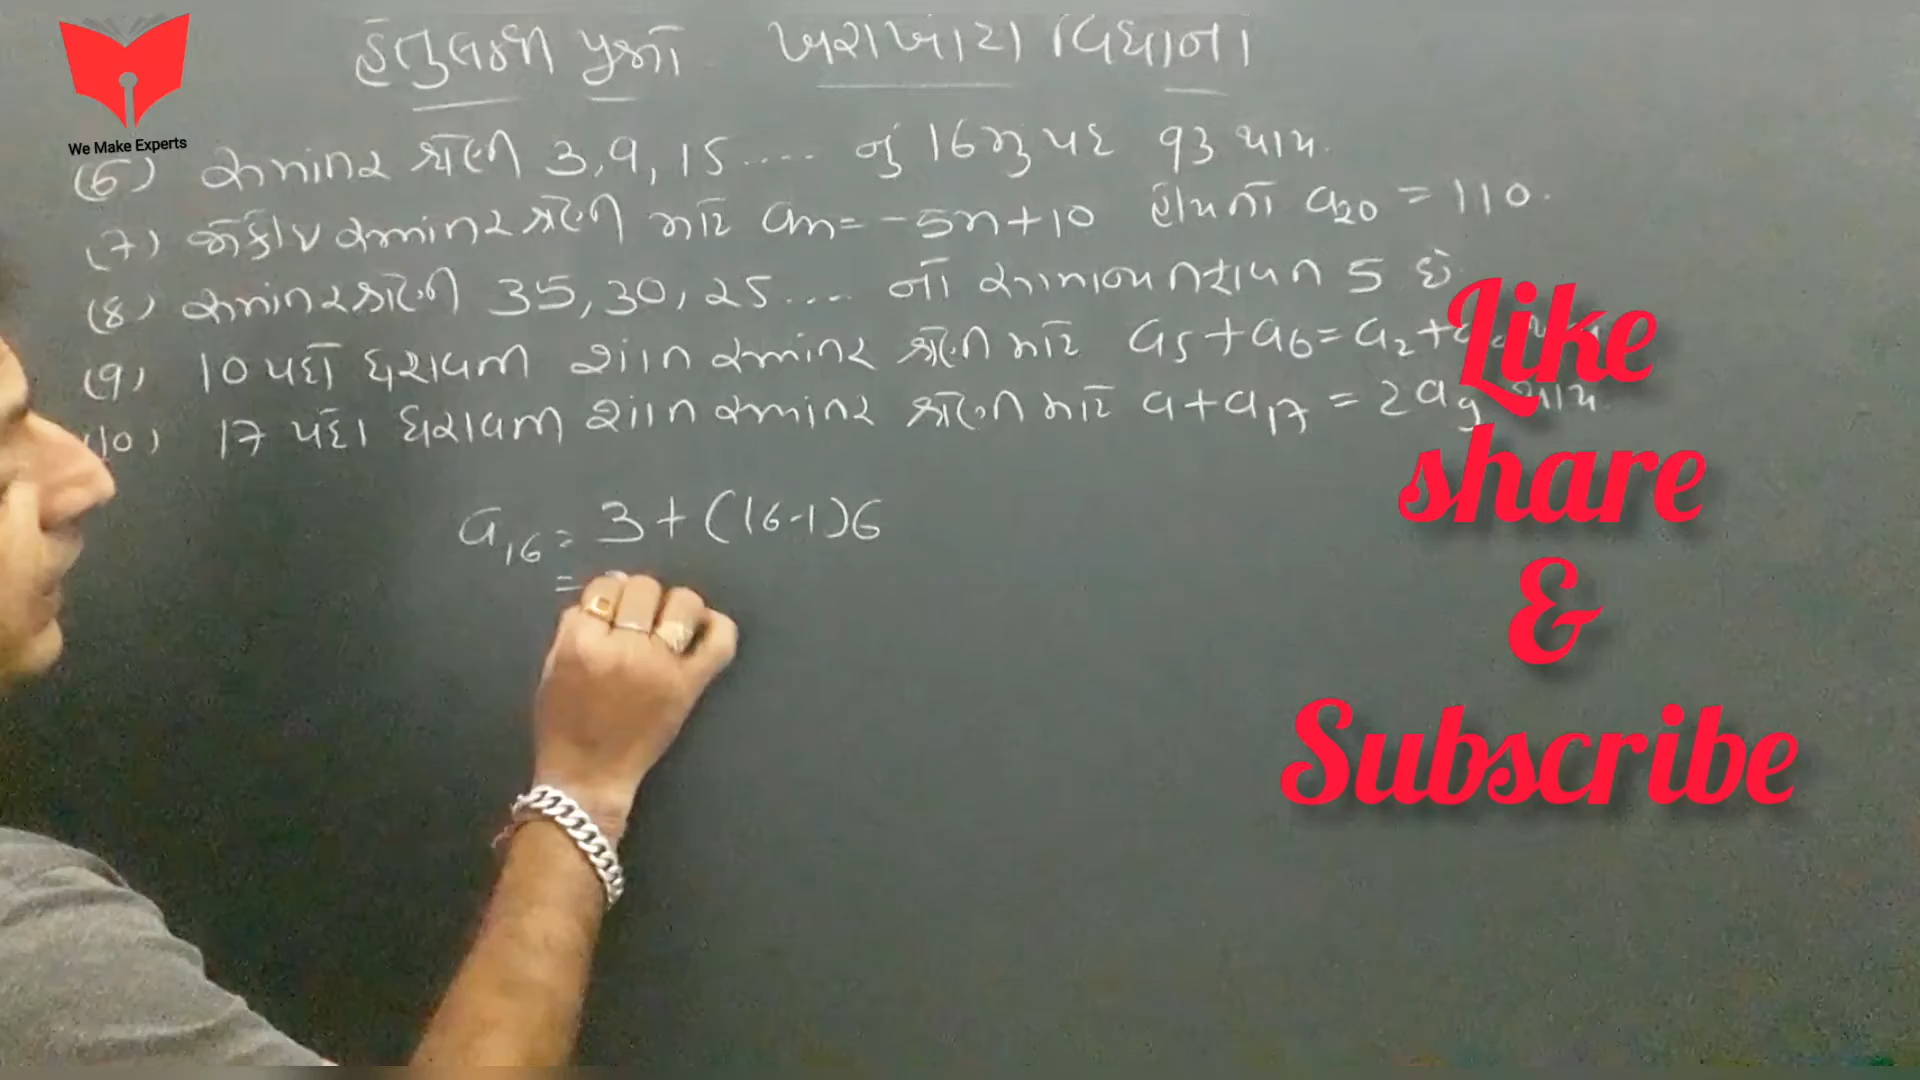 હેતુલક્ષી પ્રશ્નો ખરાખોટા વિધાનો
We Make Experts
(6) સમાંતર શ્રેણી 3, 9, 15 .... નું 16મુ પદ 93 થાય.
(7) કોઈક સમાંતર શ્રેણી માટે an = -5n+10 હોયતો a20 = 110.
(8) સમાંતર શ્રેણી 35, 30, 25 .... નો સામાન્ય તફાવત 5 છે.
(9) 10 પદો ધરાવતી સાંત સમાંતર શ્રેણી માટે a5+a6 = a2+
(10) 17 પદો ધરાવતી સાંત સમાંતર શ્રેણી માટે a+a17 = 2a9 થાય.
a16 = 3+(16-1)6
=
Like
share
&
Subscribe